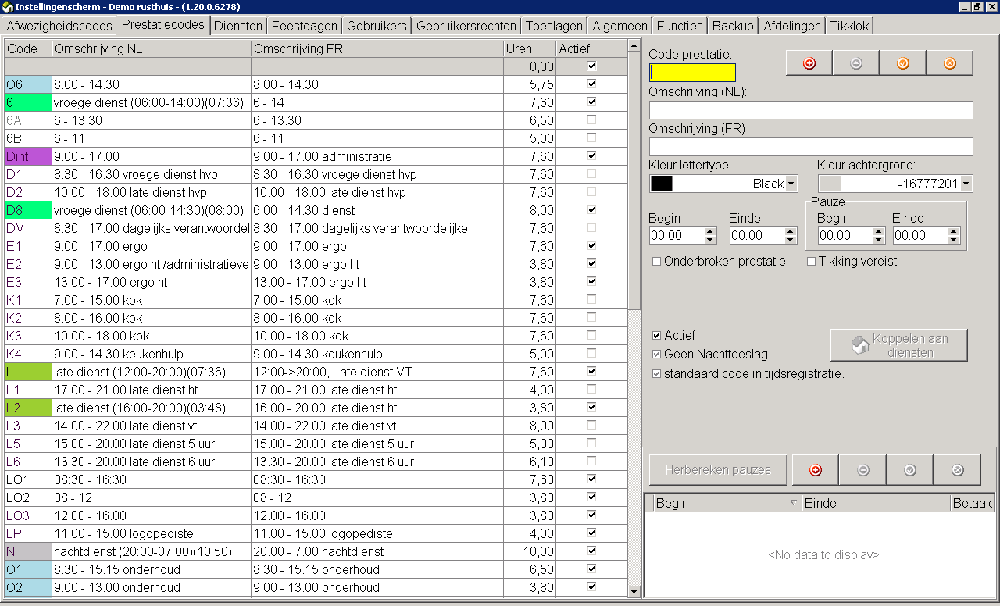 Instellingenscherm - Demo rusthuis - (1.20.0.6278)
Afwezigheidscodes Prestatiecodes Diensten Feestdagen Gebruikers Gebruikersrechten Toeslagen Algemeen Functies Backup Afdelingen Tikklok
Code Omschrijving NL Omschrijving FR Uren Actief
0,00
O6 8.00 - 14.30 8.00 - 14.30 5,75
6 vroege dienst (06:00-14:00)(07:36) 6 - 14 7,60
6A 6 - 13.30 6 - 13.30 6,50
6B 6 - 11 6 - 11 5,00
Dint 9.00 - 17.00 9.00 - 17.00 administratie 7,60
D1 8.30 - 16.30 vroege dienst hvp 8.30 - 16.30 vroege dienst hvp 7,60
D2 10.00 - 18.00 late dienst hvp 10.00 - 18.00 late dienst hvp 7,60
D8 vroege dienst (06:00-14:30)(08:00) 6.00 - 14.30 dienst 8,00
DV 8.30 - 17.00 dagelijks verantwoordel 8.30 - 17.00 dagelijks verantwoordelijke 7,60
E1 9.00 - 17.00 ergo 9.00 - 17.00 ergo 7,60
E2 9.00 - 13.00 ergo ht /administratieve 9.00 - 13.00 ergo ht 3,80
E3 13.00 - 17.00 ergo ht 13.00 - 17.00 ergo ht 3,80
K1 7.00 - 15.00 kok 7.00 - 15.00 kok 7,60
K2 8.00 - 16.00 kok 8.00 - 16.00 kok 7,60
K3 10.00 - 18.00 kok 10.00 - 18.00 kok 7,60
K4 9.00 - 14.30 keukenhulp 9.00 - 14.30 keukenhulp 5,00
L late dienst (12:00-20:00)(07:36) 12:00->20:00, Late dienst VT 7,60
L1 17.00 - 21.00 late dienst ht 17.00 - 21.00 late dienst ht 4,00
L2 late dienst (16:00-20:00)(03:48) 16.00 - 20.00 late dienst ht 3,80
L3 14.00 - 22.00 late dienst vt 14.00 - 22.00 late dienst vt 8,00
L5 15.00 - 20.00 late dienst 5 uur 15.00 - 20.00 late dienst 5 uur 5,00
L6 13.30 - 20.00 late dienst 6 uur 13.30 - 20.00 late dienst 6 uur 6,10
LO1 08:30 - 16:30 08:30 - 16:30 7,60
LO2 08 - 12 08 - 12 3,80
LO3 12.00 - 16.00 12.00 - 16.00 3,80
LP 11.00 - 15.00 logopediste 11.00 - 15.00 logopediste 4,00
N nachtdienst (20:00-07:00)(10:50) 20.00 - 7.00 nachtdienst 10,00
O1 8.30 - 15.15 onderhoud 8.30 - 15.15 onderhoud 6,50
O2 9.00 - 13.00 onderhoud 9.00 - 13.00 onderhoud 3,80
Code prestatie:
Omschrijving (NL):
Omschrijving (FR)
Kleur lettertype: Kleur achtergrond:
Black -16777201
Pauze
Begin Einde Begin Einde
00:00 00:00 00:00 00:00
Onderbroken prestatie Tikking vereist
Actief
Geen Nachttoeslag
standaard code in tijdsregistratie.
Koppelen aan
diensten
Herbereken pauzes
Begin Einde Betaalc
<No data to display>